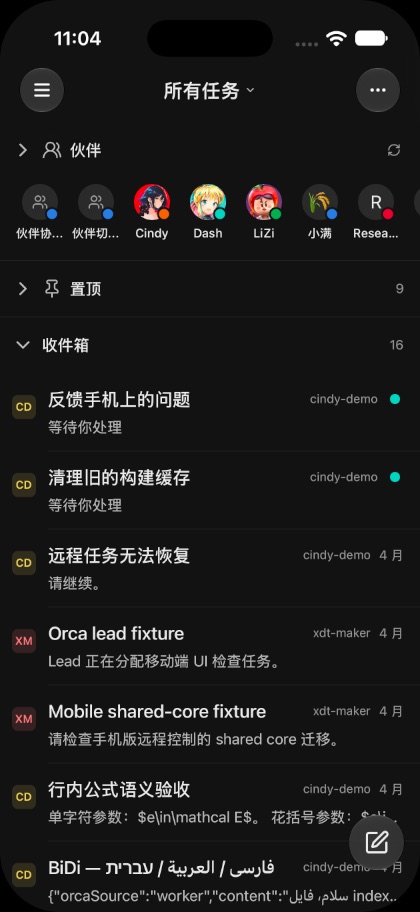 11:04
所有任务
伙伴
伙伴协... 伙伴切... Cindy Dash LiZi 小满 R Resea...
置顶 9
收件箱 16
CD 反馈手机上的问题 cindy-demo
等待你处理
CD 清理旧的构建缓存 cindy-demo
等待你处理
CD 远程任务无法恢复 cindy-demo 4 月
请继续。
XM Orca lead fixture xdt-maker 4 月
Lead 正在分配移动端 UI 检查任务。
XM Mobile shared-core fixture xdt-maker 4 月
请检查手机版远程控制的 shared core 迁移。
CD 行内公式语义验收 cindy-demo 4 月
单字符参数：$e\in\mathcal E$。 花括号参数：
CD BiDi — עברית / العربية / فارسی cindy-demo 4 月
{"orcaSource":"worker","content":"سلام، فایل index...